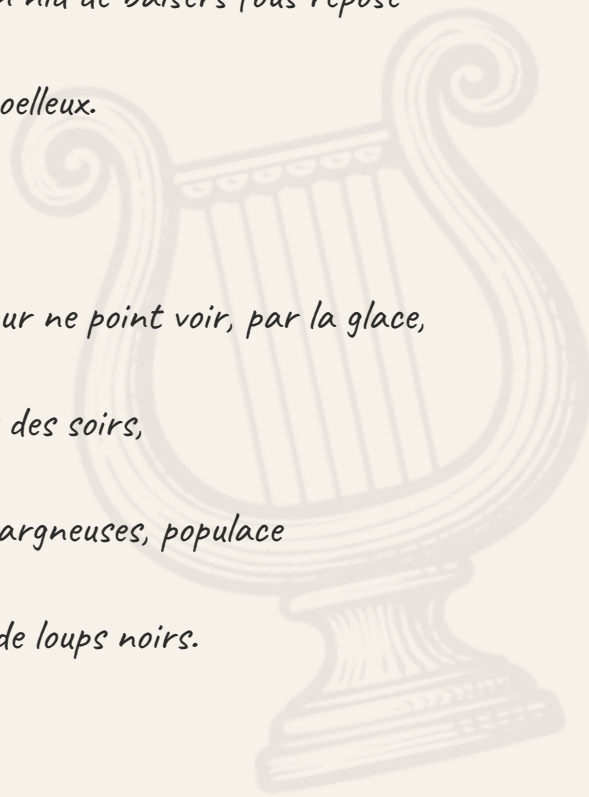 nid de baisers fous repose
oelleux.
ur ne point voir, par la glace,
des soirs,
argneuses, populace
de loups noirs.